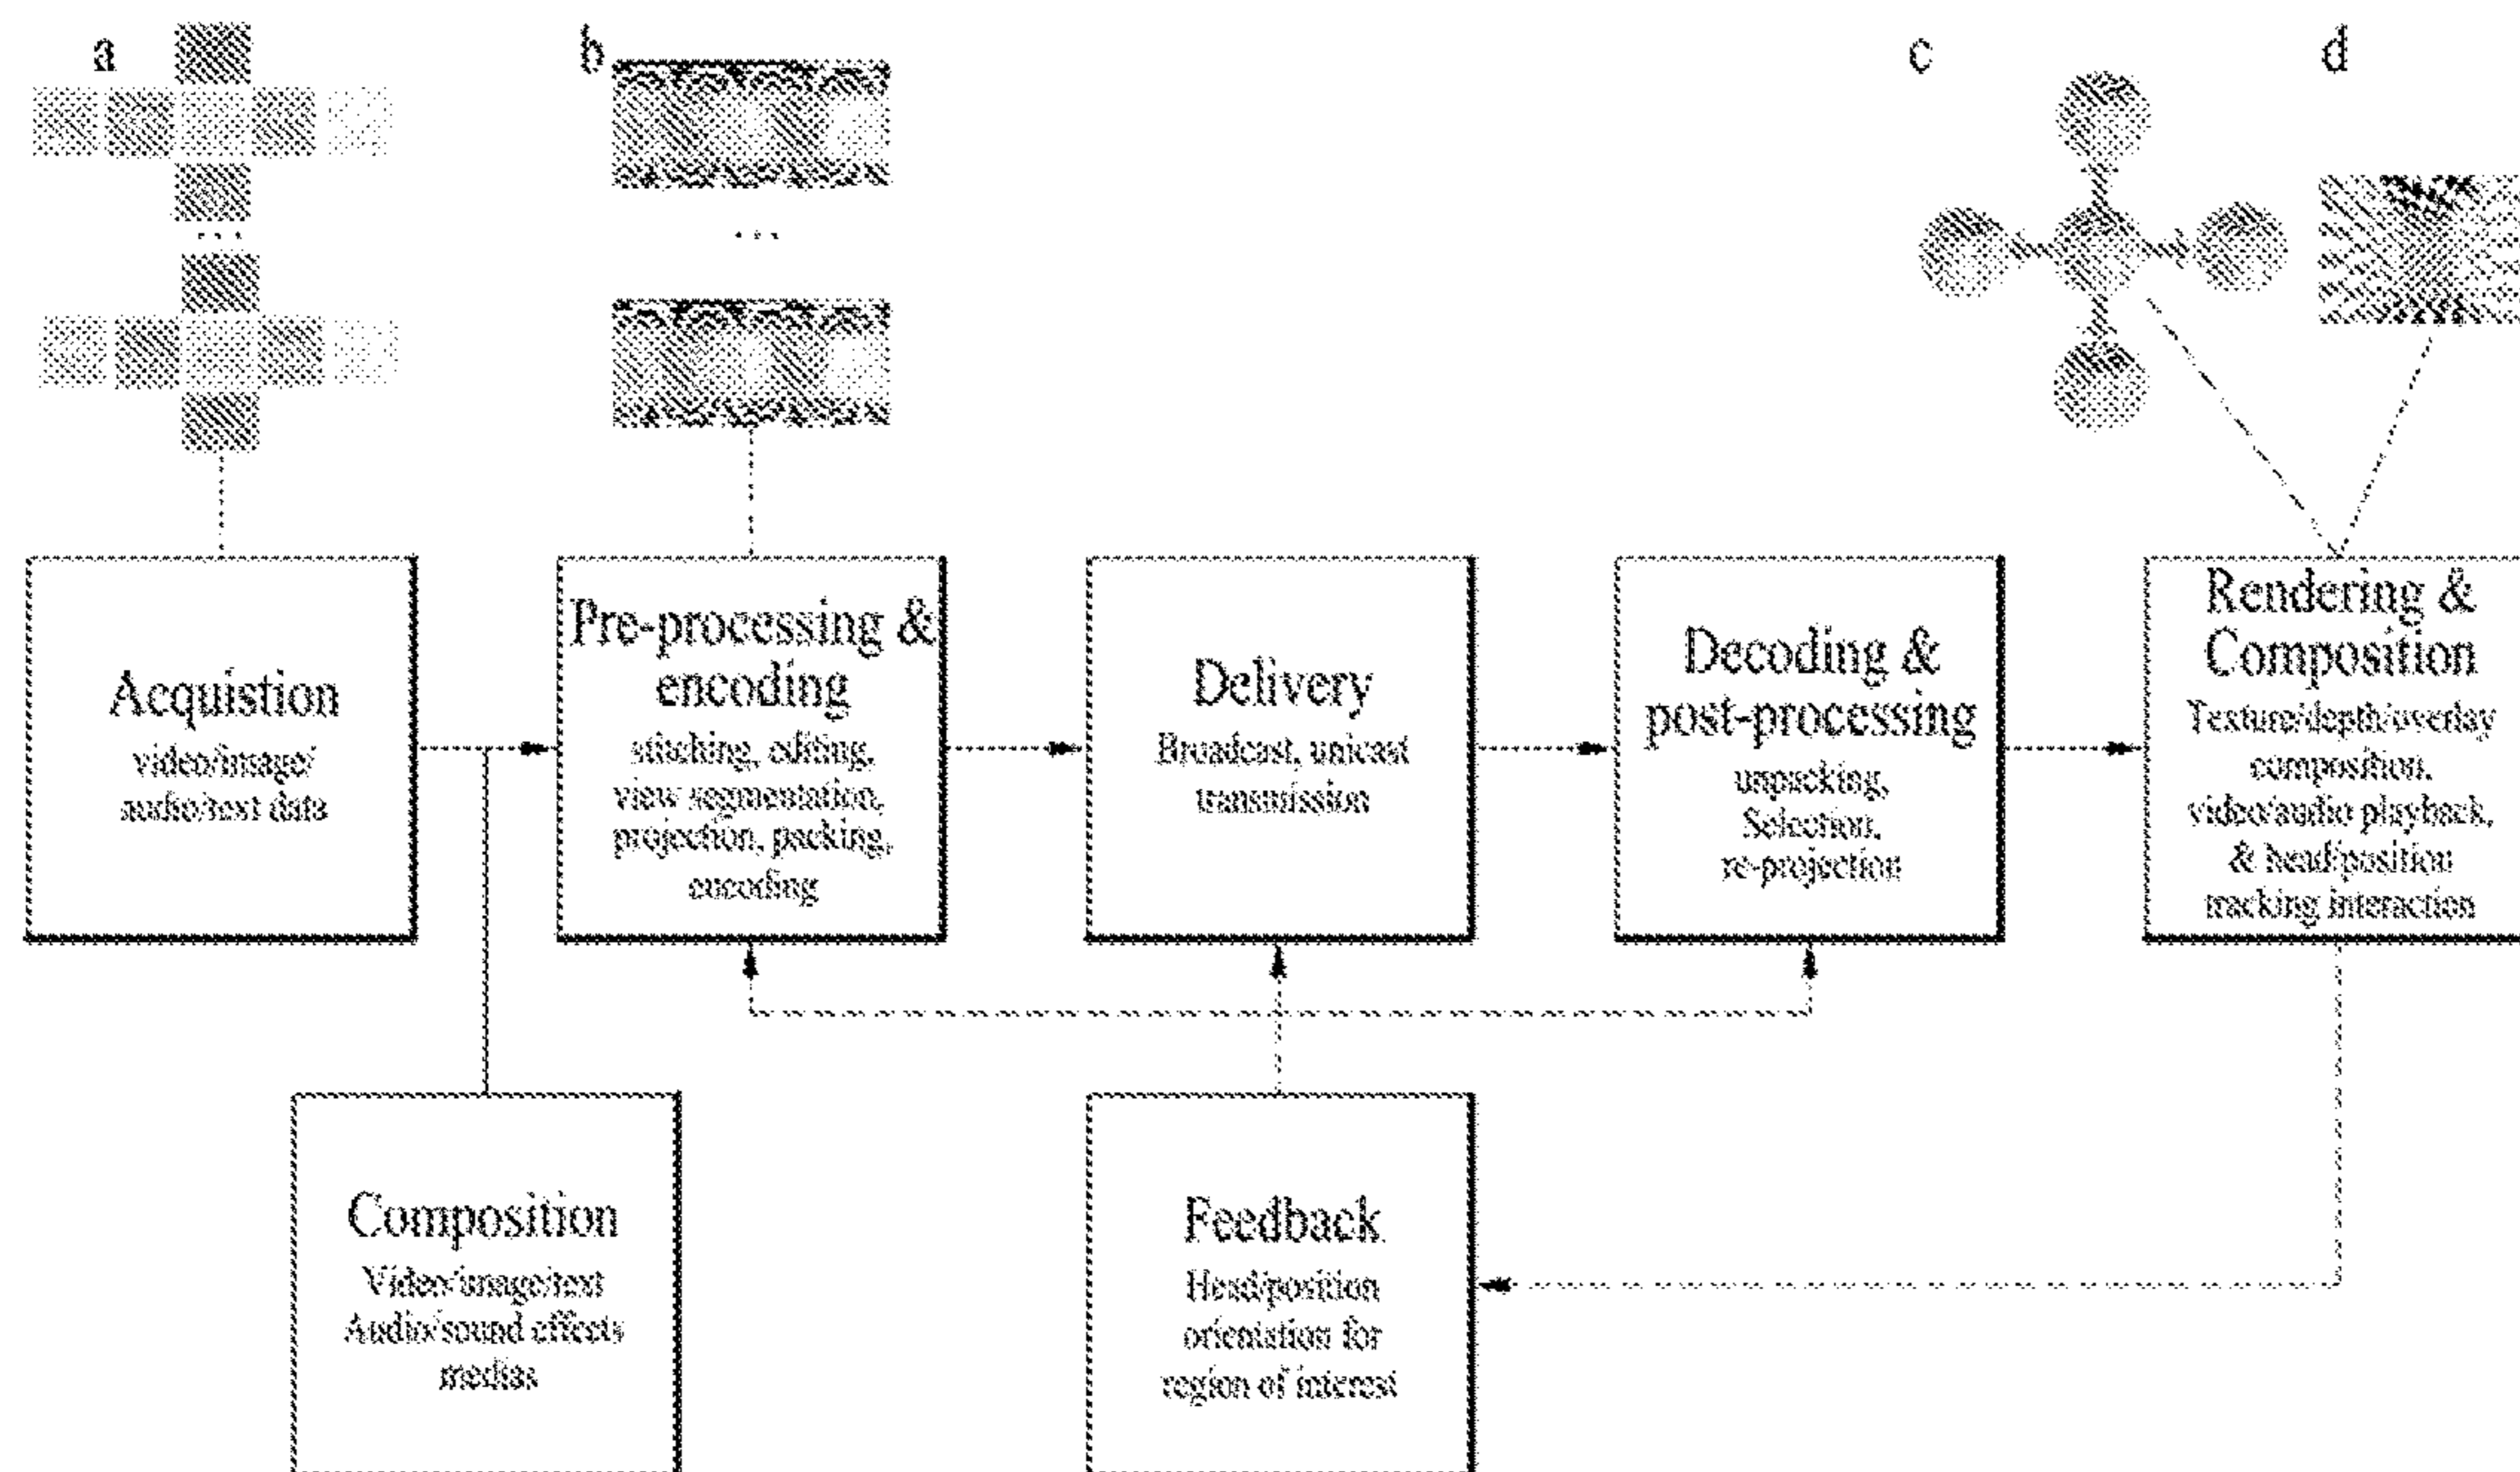 a
b
c
d
Acquistion
video/image/
audio/text data
Pre-processing &
encoding
stitching, editing,
view segmentation,
projection, packing,
encoding
Delivery
Broadcast, unicast
transmission
Decoding &
post-processing
unpacking,
Selection,
re-projection
Rendering &
Composition
Texture/depth/overlay
composition,
video/audio playback,
& head/position
tracking interaction
Composition
Video/image/text
Audio/sound effects
medias
Feedback
Head/position
orientation for
region of interest